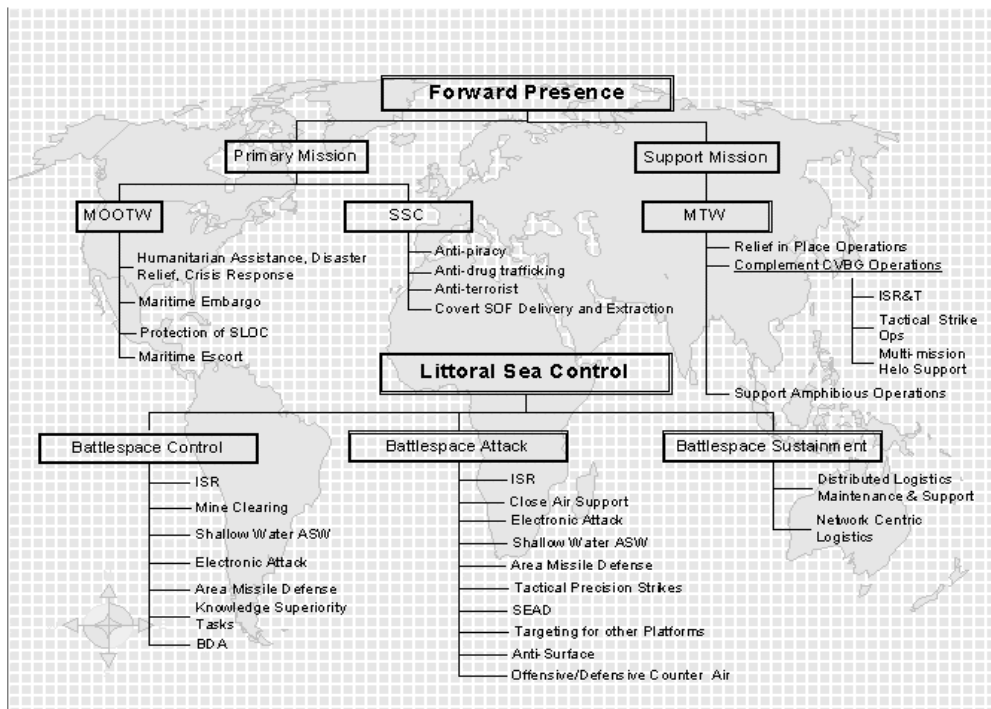 Forward Presence
Primary Mission
Support Mission
MOOTW
SSC
MTW
Humanitarian Assistance, Disaster
Relief, Crisis Response
Maritime Embargo
Protection of SLOC
Maritime Escort
Anti-piracy
Anti-drug trafficking
Anti-terrorist
Covert SOF Delivery and Extraction
Relief in Place Operations
Complement CVBG Operations
ISR&T
Tactical Strike
Ops
Multi-mission
Helo Support
Support Amphibious Operations
Littoral Sea Control
Battlespace Control
Battlespace Attack
Battlespace Sustainment
ISR
Mine Clearing
Shallow Water ASW
Electronic Attack
Area Missile Defense
Knowledge Superiority
Tasks
BDA
ISR
Close Air Support
Electronic Attack
Shallow Water ASW
Area Missile Defense
Tactical Precision Strikes
SEAD
Targeting for other Platforms
Anti-Surface
Offensive/Defensive Counter Air
Distributed Logistics
Maintenance & Support
Network Centric
Logistics